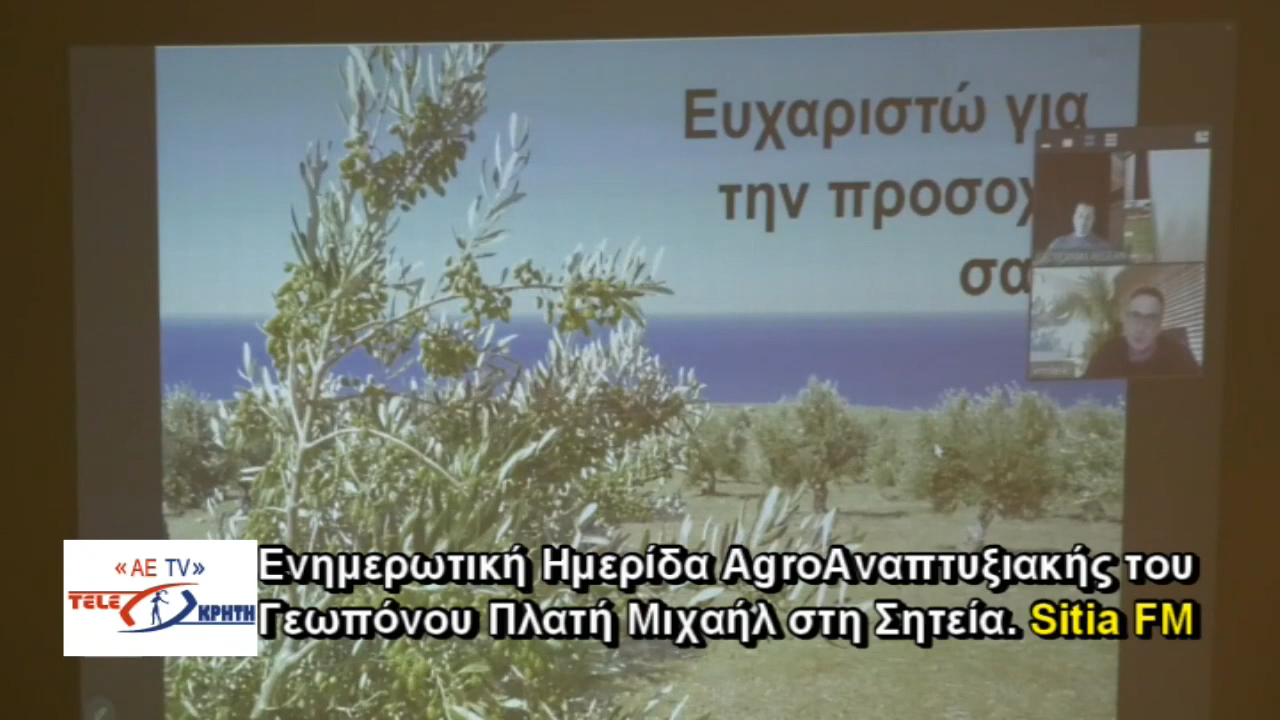 Ευχαριστώ για
την προσοχ
σα
«AE TV»
TELE ΚΡΗΤΗ
Ενημερωτική Ημερίδα AgroΑναπτυξιακής του
Γεωπόνου Πλατή Μιχαήλ στη Σητεία. Sitia FM